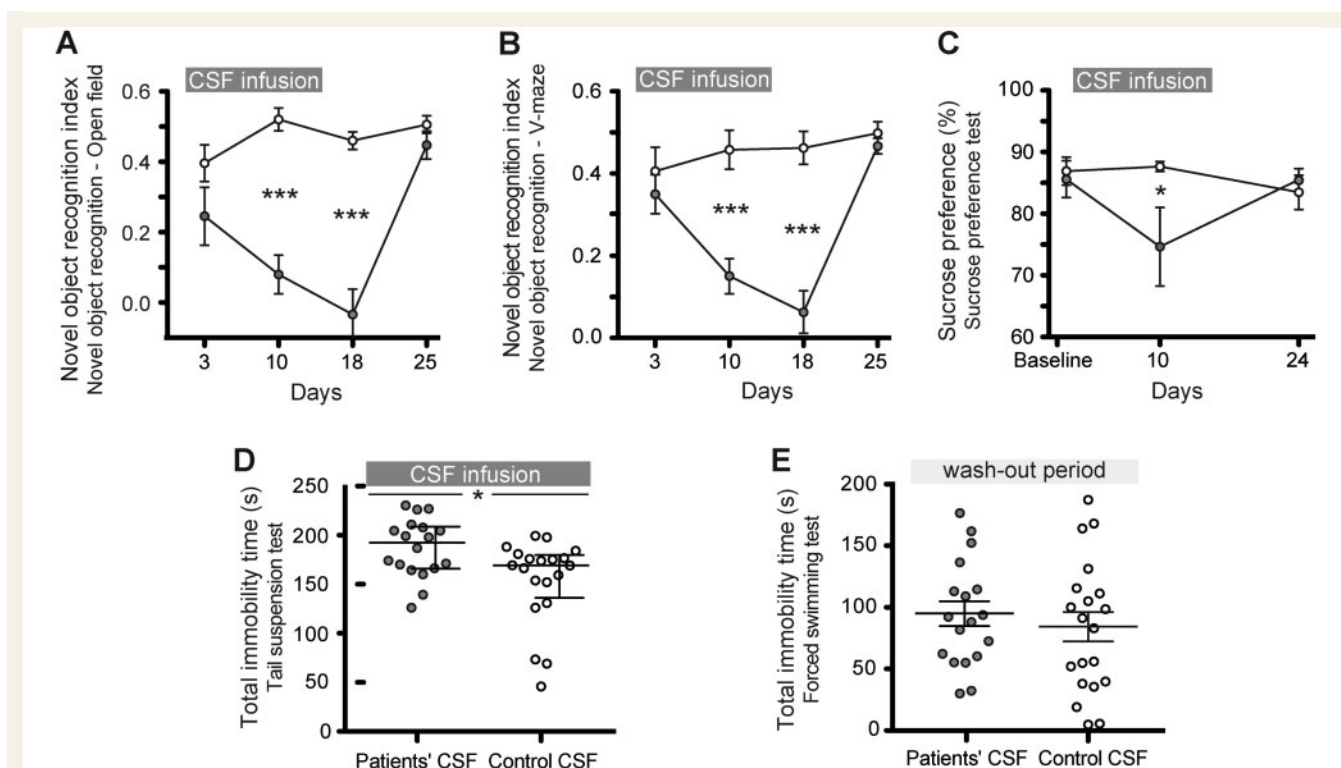 A
CSF infusion
Novel object recognition index
Novel object recognition - Open field
0.6
0.4
0.2
0.0
***
***
3 10 18 25
Days
B
CSF infusion
Novel object recognition index
Novel object recognition - V-maze
0.6
0.4
0.2
0.0
***
***
3 10 18 25
Days
C
CSF infusion
Sucrose preference (%)
Sucrose preference test
100
90
80
70
60
*
Baseline 10 24
Days
D
CSF infusion
*
Total immobility time (s)
Tail suspension test
250
200
150
100
50
0
Patients' CSF Control CSF
E
wash-out period
Total immobility time (s)
Forced swimming test
200
150
100
50
0
Patients' CSF Control CSF